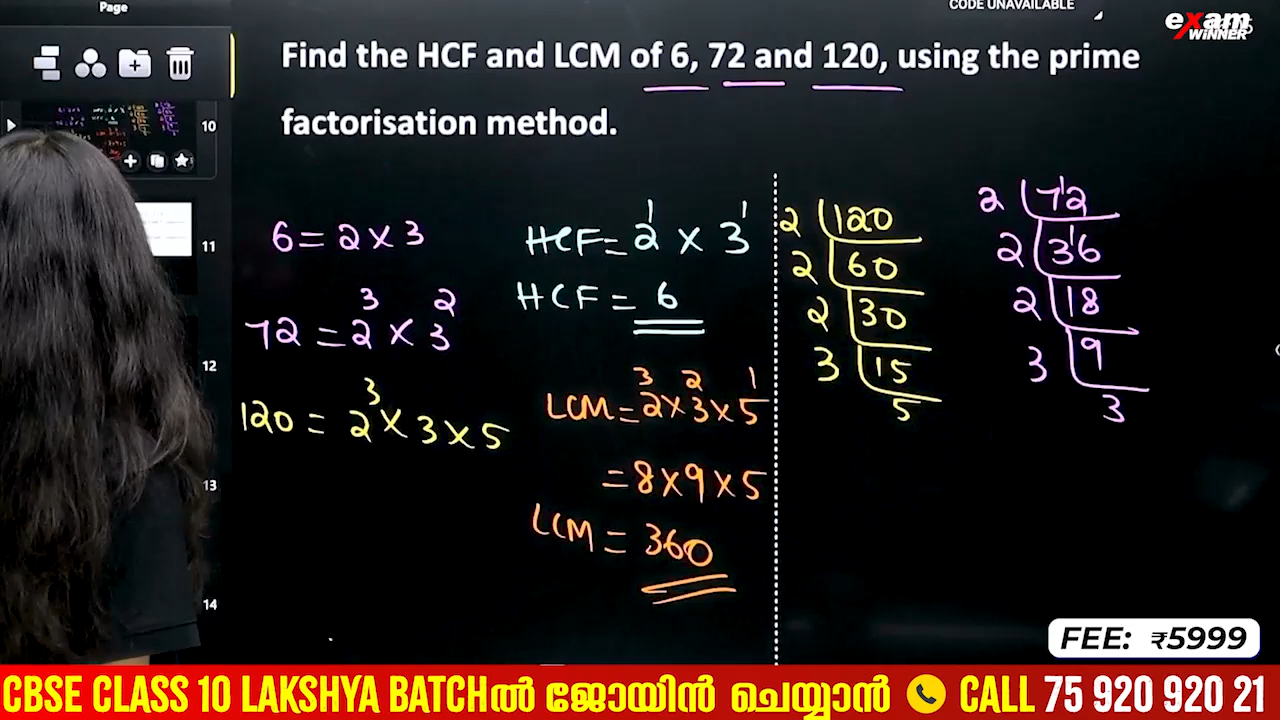 Page
CODE UNAVAILABLE
exam
WiNNER
Find the HCF and LCM of 6, 72 and 120, using the prime
factorisation method.
10
11
12
13
14
6 = 2 × 3
72 = 2³ × 3²
120 = 2³ × 3 × 5
HCF = 2¹ × 3¹
HCF = 6
LCM = 2³ × 3² × 5¹
= 8 × 9 × 5
LCM = 360
2 120
2 60
2 30
3 15
5
2 72
2 36
2 18
3 9
3
FEE: ₹5999
CBSE CLASS 10 LAKSHYA BATCHൽ ജോയിൻ ചെയ്യാൻ CALL 75 920 920 21